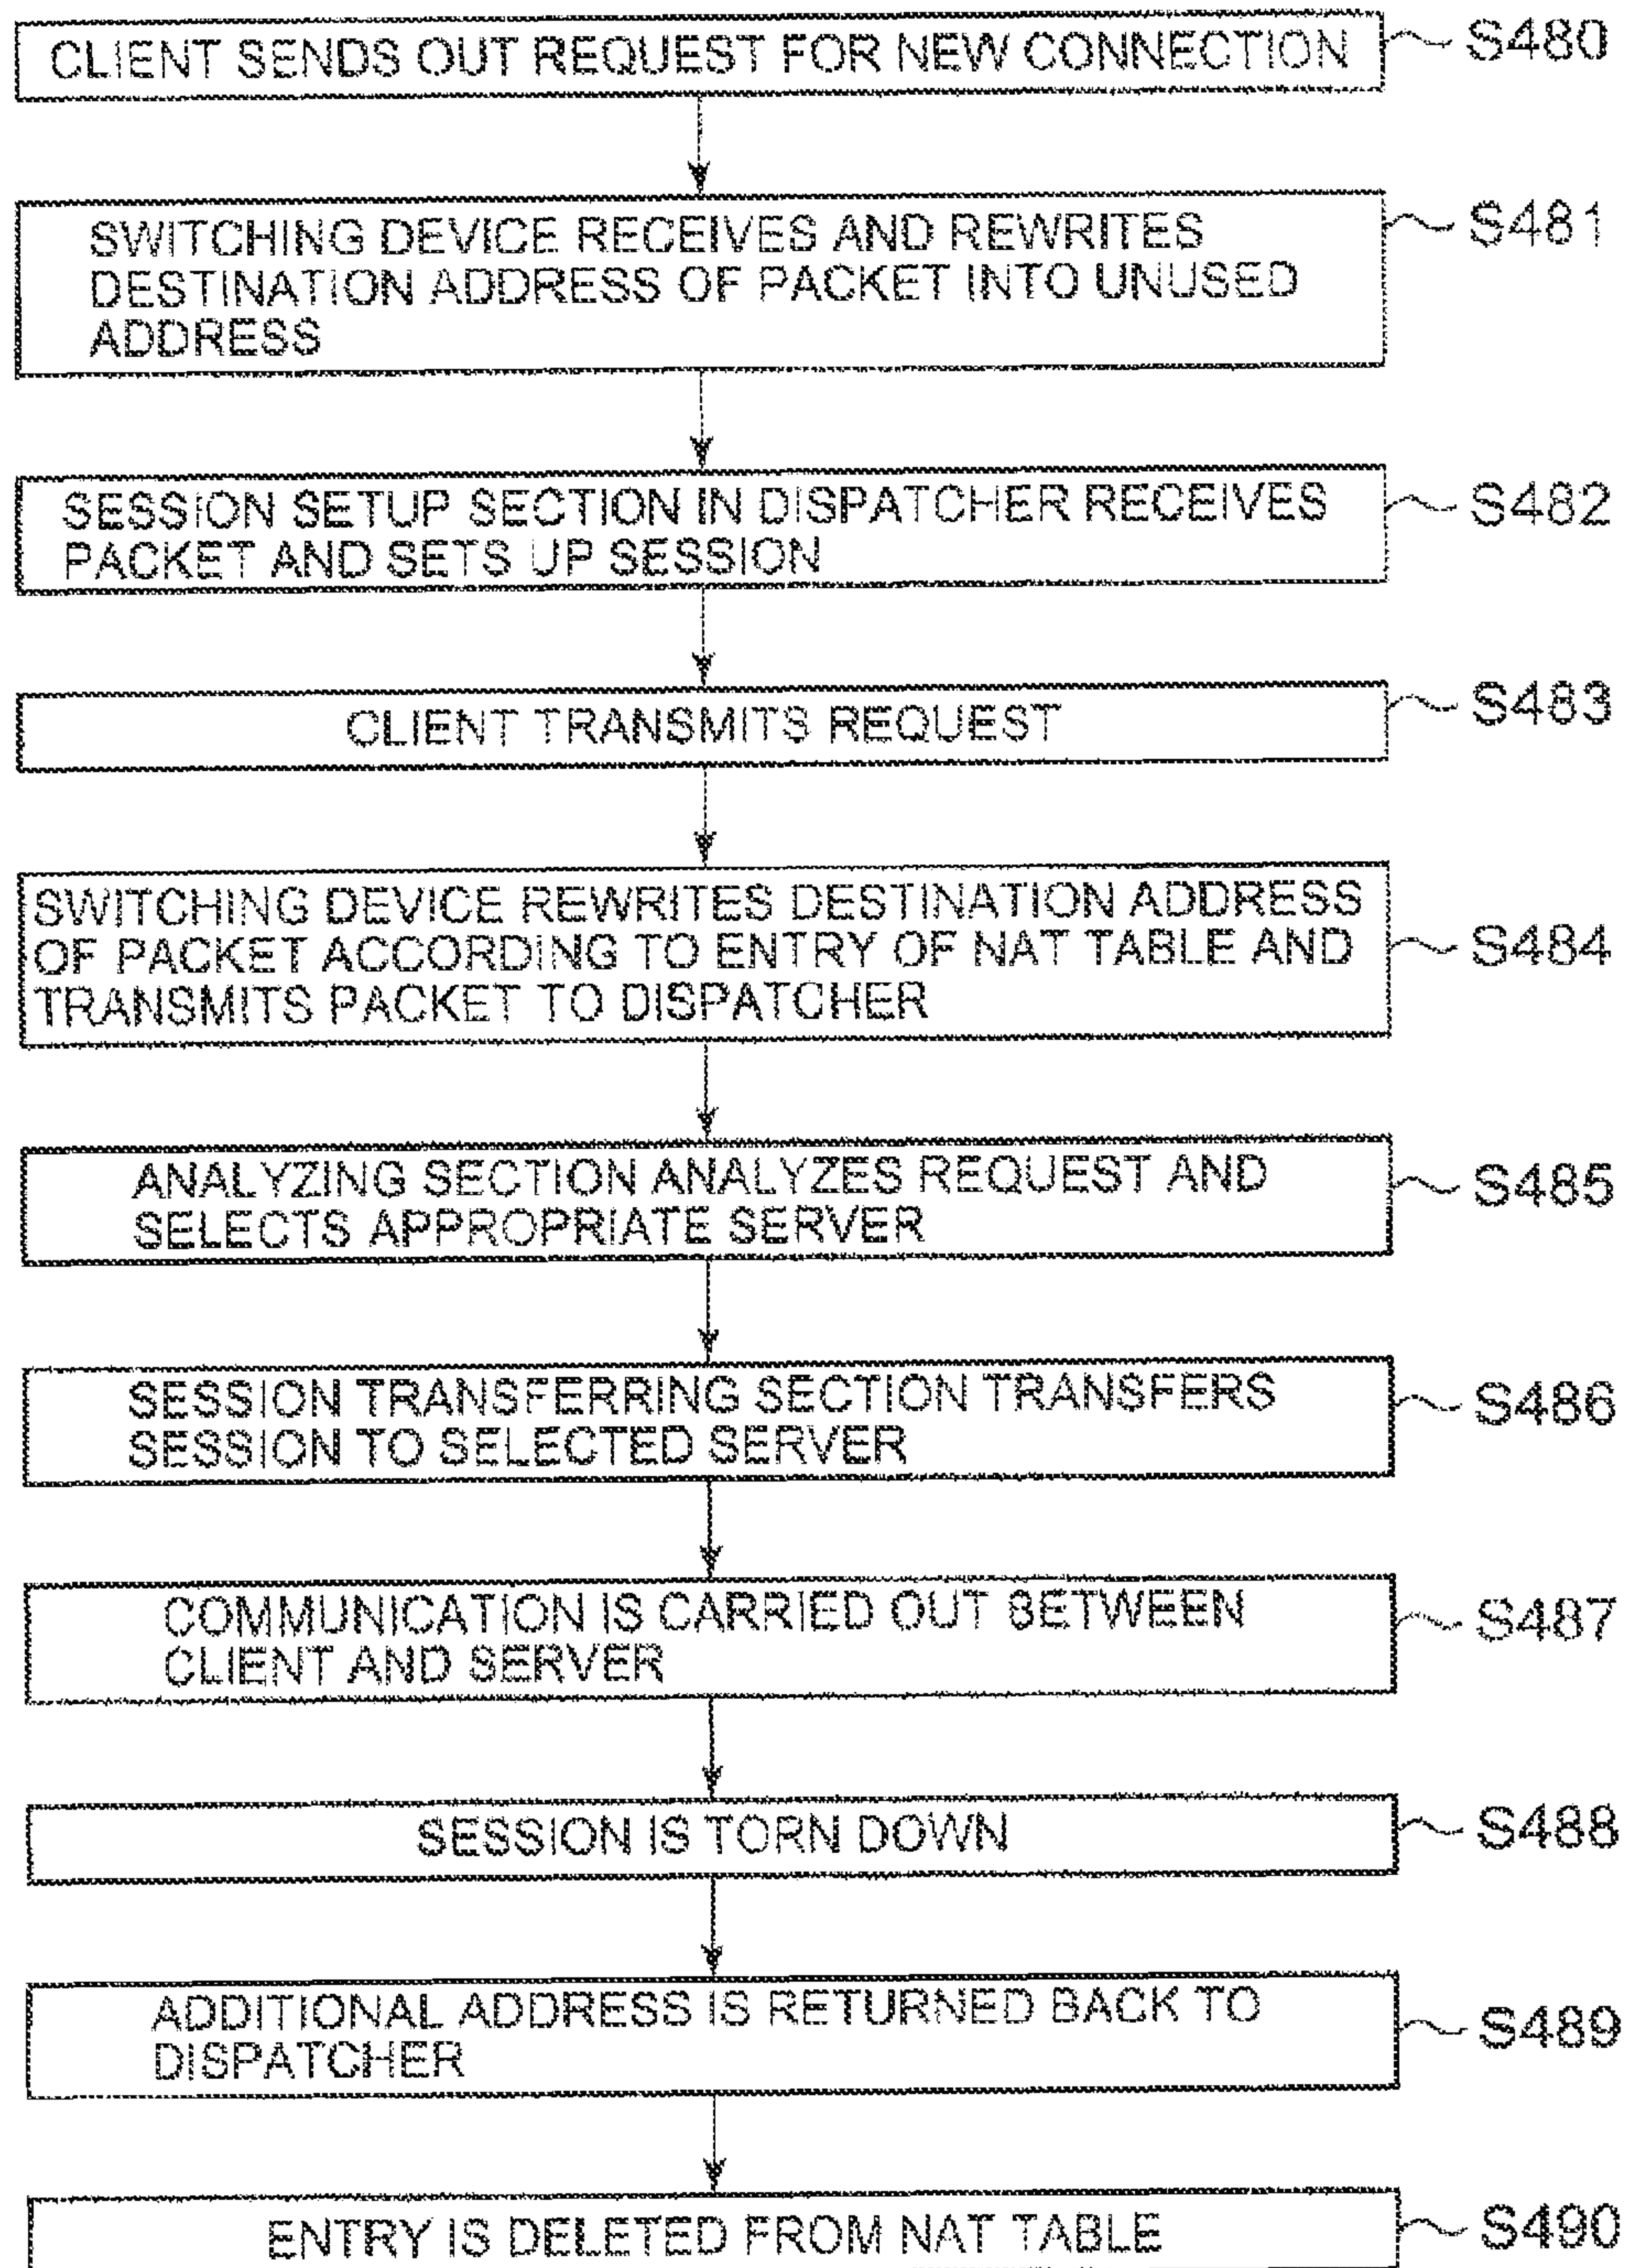 CLIENT SENDS OUT REQUEST FOR NEW CONNECTION
S480
SWITCHING DEVICE RECEIVES AND REWRITES
DESTINATION ADDRESS OF PACKET INTO UNUSED
ADDRESS
S481
SESSION SETUP SECTION IN DISPATCHER RECEIVES
PACKET AND SETS UP SESSION
S482
CLIENT TRANSMITS REQUEST
S483
SWITCHING DEVICE REWRITES DESTINATION ADDRESS
OF PACKET ACCORDING TO ENTRY OF NAT TABLE AND
TRANSMITS PACKET TO DISPATCHER
S484
ANALYZING SECTION ANALYZES REQUEST AND
SELECTS APPROPRIATE SERVER
S485
SESSION TRANSFERRING SECTION TRANSFERS
SESSION TO SELECTED SERVER
S486
COMMUNICATION IS CARRIED OUT BETWEEN
CLIENT AND SERVER
S487
SESSION IS TORN DOWN
S488
ADDITIONAL ADDRESS IS RETURNED BACK TO
DISPATCHER
S489
ENTRY IS DELETED FROM NAT TABLE
S490